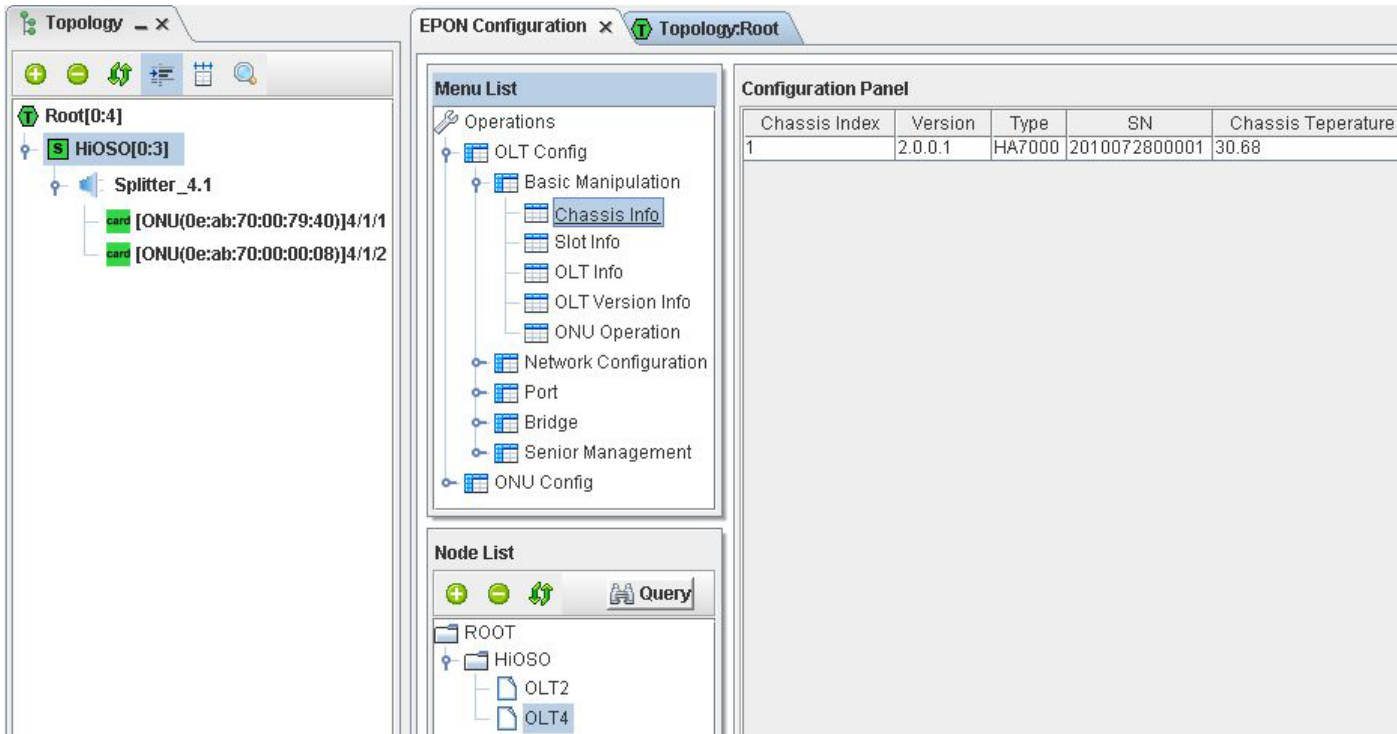 Topology
EPON Configuration
T Topology:Root
Root[0:4]
S HiOSO[0:3]
Splitter_4.1
card [ONU(0e:ab:70:00:79:40)]4/1/1
card [ONU(0e:ab:70:00:00:08)]4/1/2
Menu List
Operations
OLT Config
Basic Manipulation
Chassis Info
Slot Info
OLT Info
OLT Version Info
ONU Operation
Network Configuration
Port
Bridge
Senior Management
ONU Config
Node List
Query
ROOT
HiOSO
OLT2
OLT4
Configuration Panel
Chassis Index Version Type SN Chassis Teperature
1 2.0.0.1 HA7000 2010072800001 30.68